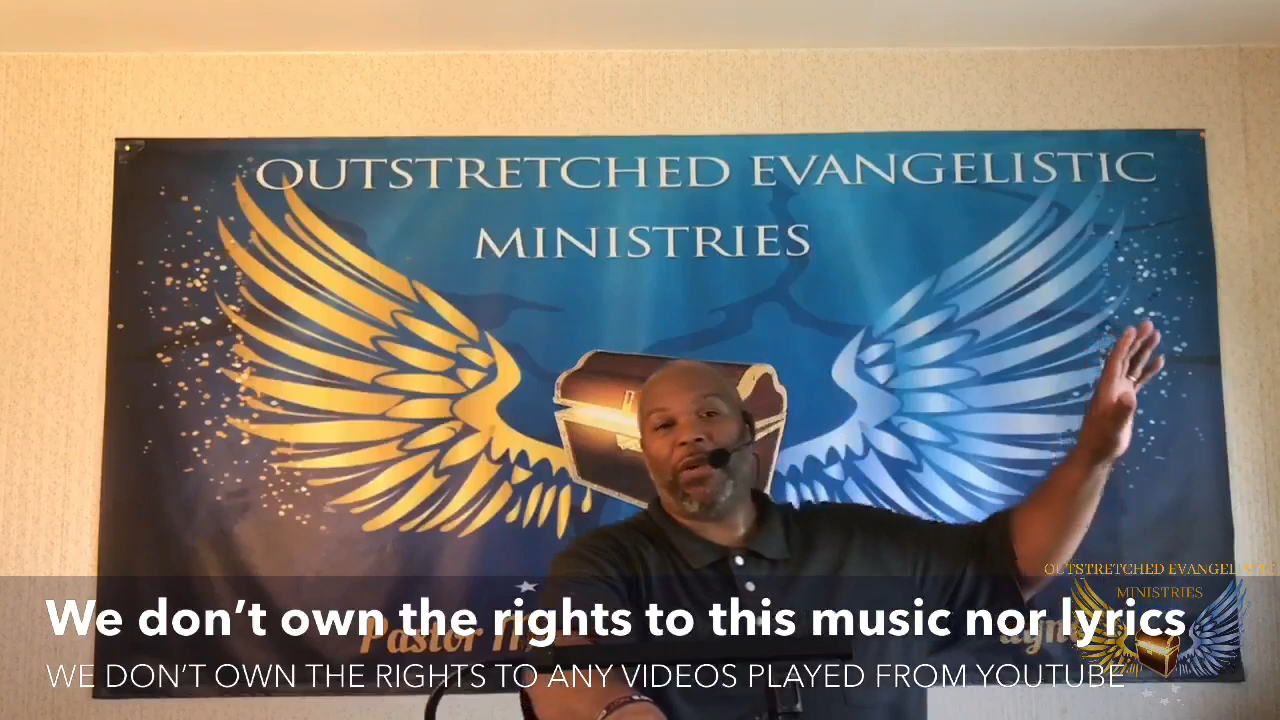 OUTSTRETCHED EVANGELISTIC
MINISTRIES
We don't own the rights to this music nor lyrics
WE DON'T OWN THE RIGHTS TO ANY VIDEOS PLAYED FROM YOUTUBE
Pastor
OUTSTRETCHED EVANGELISTIC
MINISTRIES